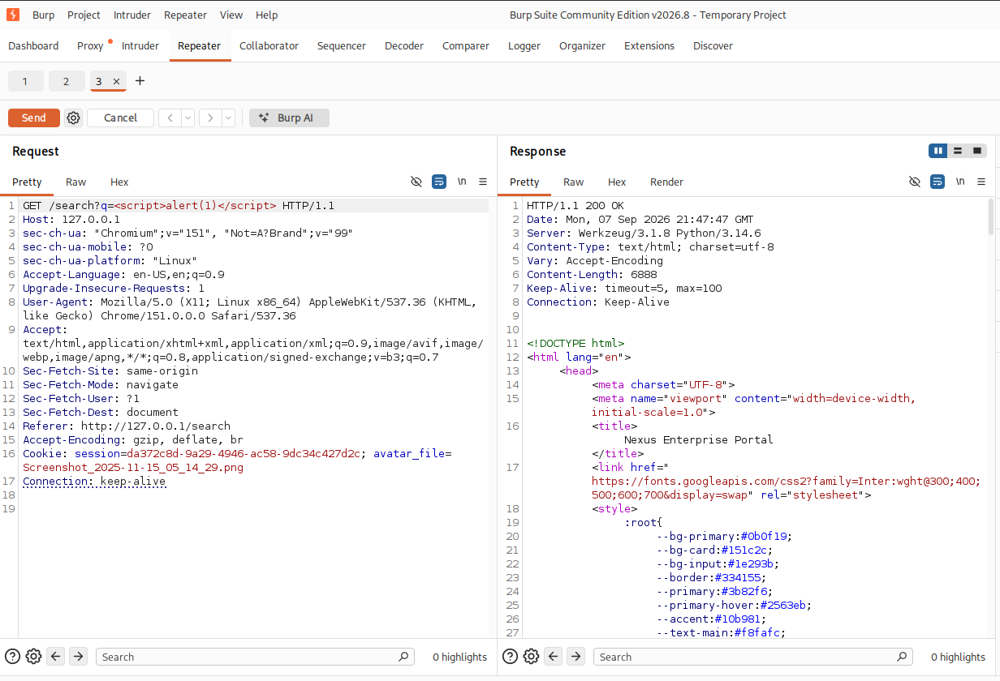 Burp Project Intruder Repeater View Help Burp Suite Community Edition v2026.8 - Temporary Project
Dashboard Proxy Intruder Repeater Collaborator Sequencer Decoder Comparer Logger Organizer Extensions Discover
1 2 3 × +
Send Cancel < > Burp AI
Request
Pretty Raw Hex \n
1 GET /search?q=<script>alert(1)</script> HTTP/1.1
2 Host: 127.0.0.1
3 sec-ch-ua: "Chromium";v="151", "Not=A?Brand";v="99"
4 sec-ch-ua-mobile: ?0
5 sec-ch-ua-platform: "Linux"
6 Accept-Language: en-US,en;q=0.9
7 Upgrade-Insecure-Requests: 1
8 User-Agent: Mozilla/5.0 (X11; Linux x86_64) AppleWebKit/537.36 (KHTML,
like Gecko) Chrome/151.0.0.0 Safari/537.36
9 Accept:
text/html,application/xhtml+xml,application/xml;q=0.9,image/avif,image/
webp,image/apng,*/*;q=0.8,application/signed-exchange;v=b3;q=0.7
10 Sec-Fetch-Site: same-origin
11 Sec-Fetch-Mode: navigate
12 Sec-Fetch-User: ?1
13 Sec-Fetch-Dest: document
14 Referer: http://127.0.0.1/search
15 Accept-Encoding: gzip, deflate, br
16 Cookie: session=da372c8d-9a29-4946-ac58-9dc34c427d2c; avatar_file=
Screenshot_2025-11-15_05_14_29.png
17 Connection: keep-alive
18
19
Search 0 highlights
Response
Pretty Raw Hex Render \n
1 HTTP/1.1 200 OK
2 Date: Mon, 07 Sep 2026 21:47:47 GMT
3 Server: Werkzeug/3.1.8 Python/3.14.6
4 Content-Type: text/html; charset=utf-8
5 Vary: Accept-Encoding
6 Content-Length: 6888
7 Keep-Alive: timeout=5, max=100
8 Connection: Keep-Alive
9
10
11 <!DOCTYPE html>
12 <html lang="en">
13 <head>
14 <meta charset="UTF-8">
15 <meta name="viewport" content="width=device-width,
initial-scale=1.0">
16 <title>
Nexus Enterprise Portal
</title>
17 <link href="
https://fonts.googleapis.com/css2?family=Inter:wght@300;400;
500;600;700&display=swap" rel="stylesheet">
18 <style>
19 :root{
20 --bg-primary:#0b0f19;
21 --bg-card:#151c2c;
22 --bg-input:#1e293b;
23 --border:#334155;
24 --primary:#3b82f6;
25 --primary-hover:#2563eb;
26 --accent:#10b981;
27 --text-main:#f8fafc;
Search 0 highlights